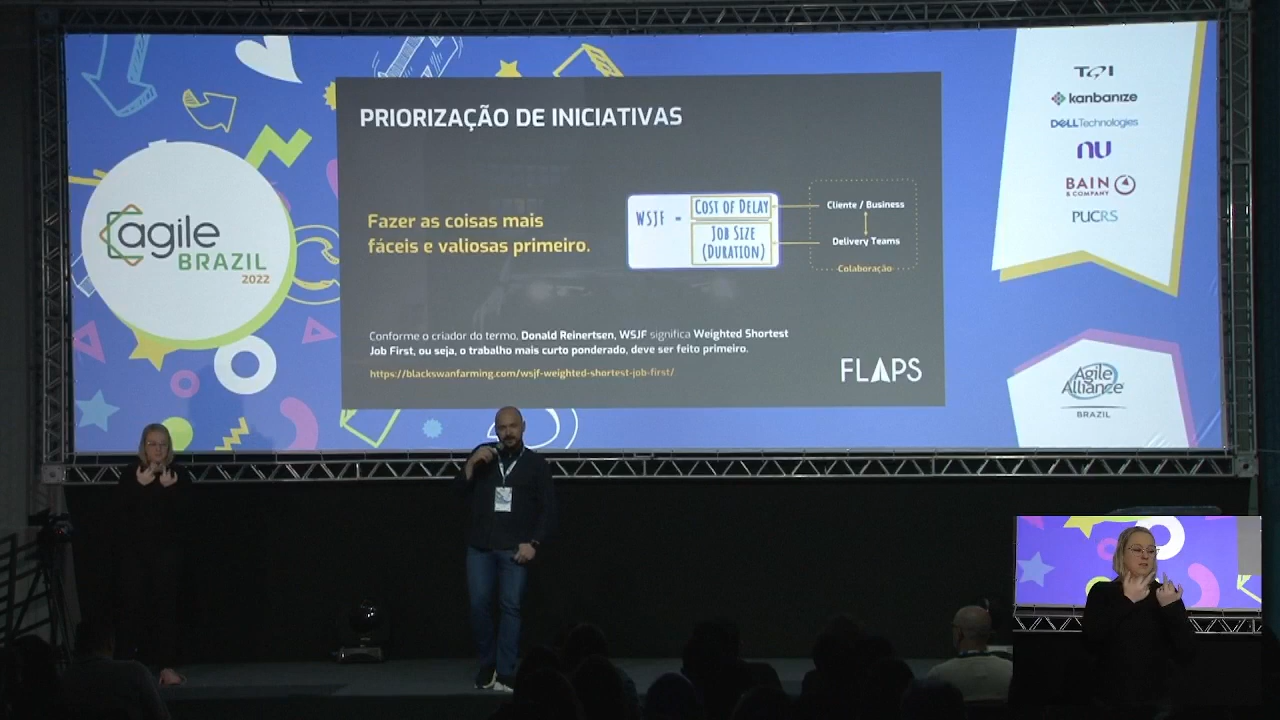 agile
BRAZIL
2022
PRIORIZAÇÃO DE INICIATIVAS
Fazer as coisas mais
fáceis e valiosas primeiro.
WSJF =
COST OF DELAY
JOB SIZE
(DURATION)
Cliente / Business
Delivery Teams
Colaboração
Conforme o criador do termo, Donald Reinertsen, WSJF significa Weighted Shortest
Job First, ou seja, o trabalho mais curto ponderado, deve ser feito primeiro.
https://blackswanfarming.com/wsjf-weighted-shortest-job-first/
FLAPS
kanbanize
DELLTechnologies
nu
BAIN
& COMPANY
PUCRS
Agile
Alliance
BRAZIL